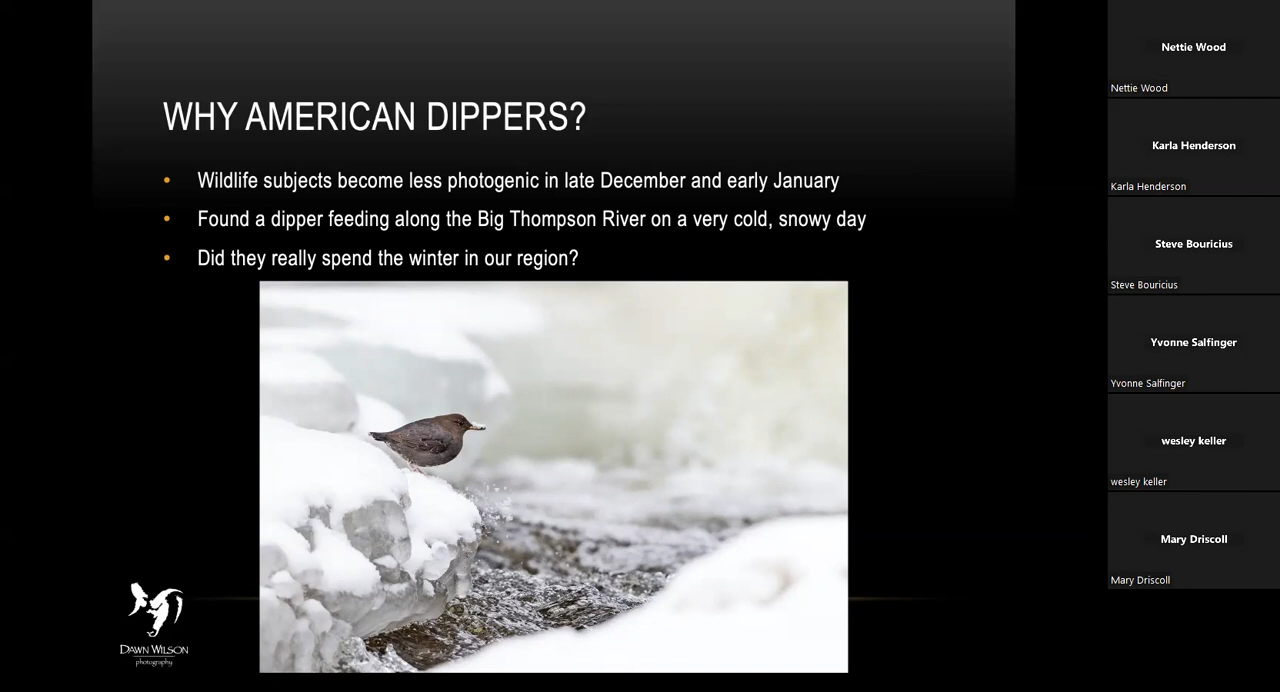 WHY AMERICAN DIPPERS?
Wildlife subjects become less photogenic in late December and early January
Found a dipper feeding along the Big Thompson River on a very cold, snowy day
Did they really spend the winter in our region?
DAWN WILSON
photography
Nettie Wood
Nettie Wood
Karla Henderson
Karla Henderson
Steve Bouricius
Steve Bouricius
Yvonne Salfinger
Yvonne Salfinger
wesley keller
wesley keller
Mary Driscoll
Mary Driscoll